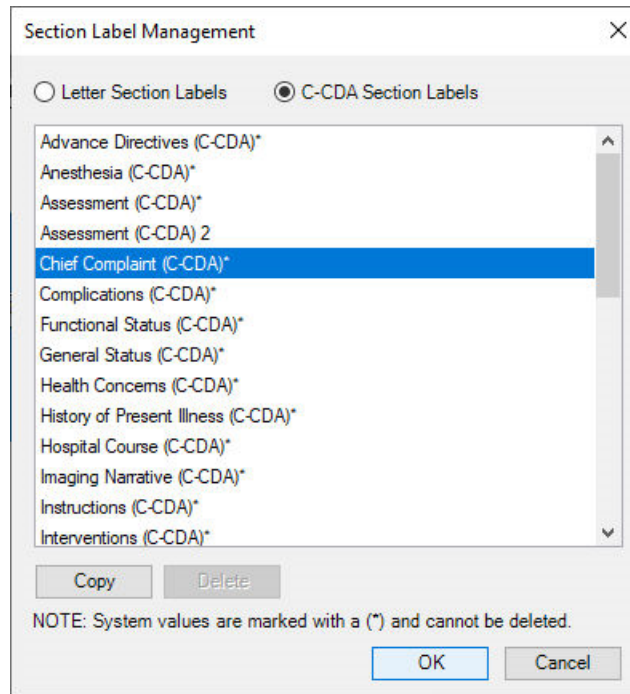 Section Label Management
Letter Section Labels C-CDA Section Labels
Advance Directives (C-CDA)*
Anesthesia (C-CDA)*
Assessment (C-CDA)*
Assessment (C-CDA) 2
Chief Complaint (C-CDA)*
Complications (C-CDA)*
Functional Status (C-CDA)*
General Status (C-CDA)*
Health Concerns (C-CDA)*
History of Present Illness (C-CDA)*
Hospital Course (C-CDA)*
Imaging Narrative (C-CDA)*
Instructions (C-CDA)*
Interventions (C-CDA)*
Copy Delete
NOTE: System values are marked with a (*) and cannot be deleted.
OK Cancel